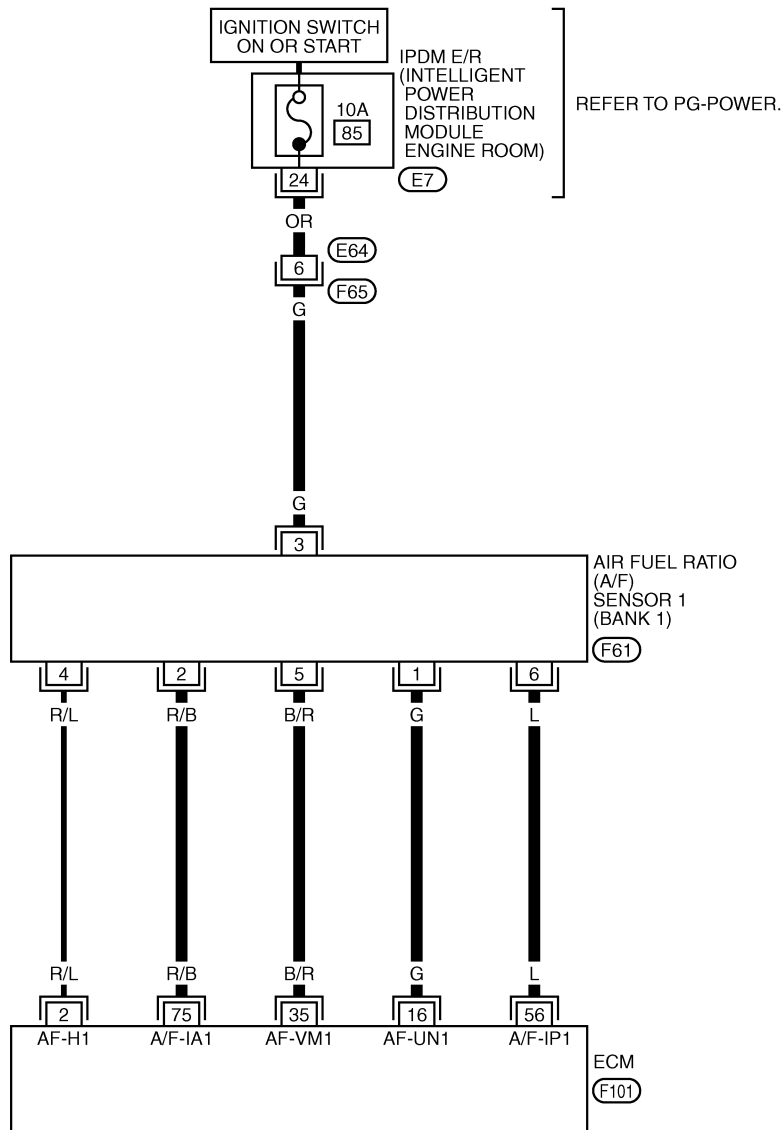 IGNITION SWITCH
ON OR START
IPDM E/R
(INTELLIGENT
POWER
DISTRIBUTION
MODULE
ENGINE ROOM)
REFER TO PG-POWER.
10A
85
24
E7
OR
E64
6
F65
G
G
3
AIR FUEL RATIO
(A/F)
SENSOR 1
(BANK 1)
F61
4 2 5 1 6
R/L R/B B/R G L
R/L R/B B/R G L
2 75 35 16 56
AF-H1 A/F-IA1 AF-VM1 AF-UN1 A/F-IP1
ECM
F101